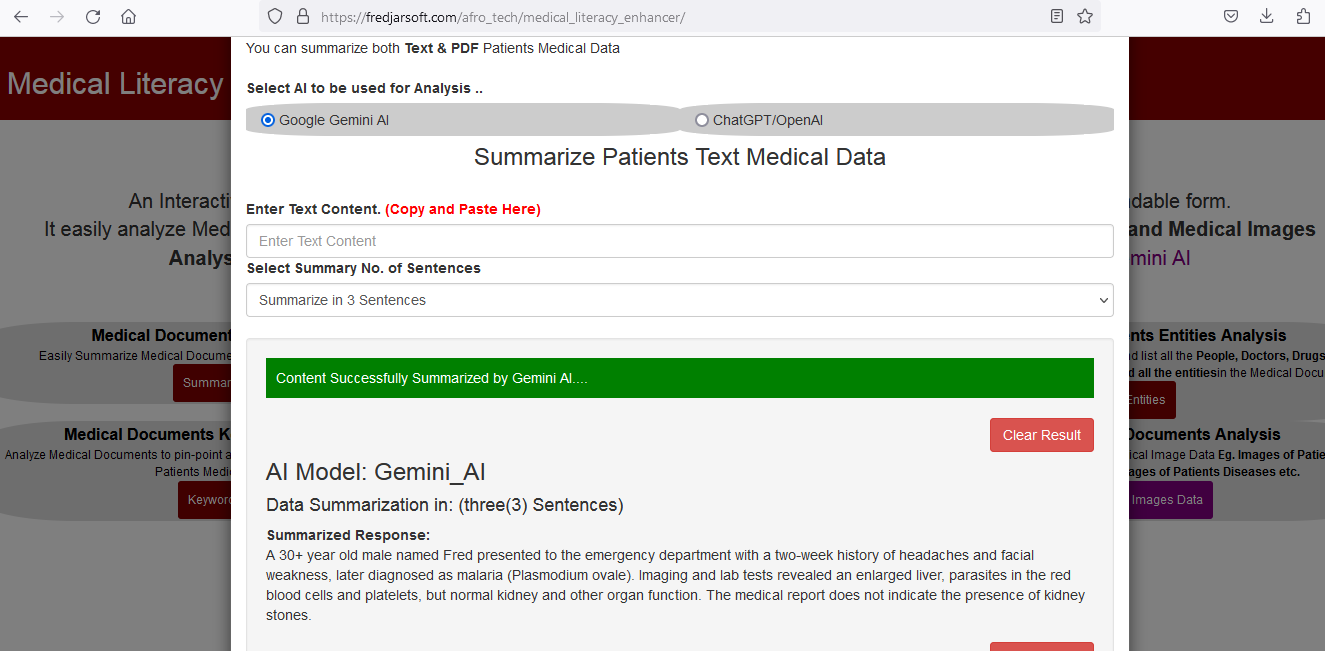 https://fredjarsoft.com/afro_tech/medical_literacy_enhancer/
Medical Literacy
You can summarize both Text & PDF Patients Medical Data
Select AI to be used for Analysis ..
Google Gemini AI
ChatGPT/OpenAI
Summarize Patients Text Medical Data
Enter Text Content. (Copy and Paste Here)
Enter Text Content
Select Summary No. of Sentences
Summarize in 3 Sentences
Content Successfully Summarized by Gemini AI....
Clear Result
AI Model: Gemini_AI
Data Summarization in: (three(3) Sentences)
Summarized Response:
A 30+ year old male named Fred presented to the emergency department with a two-week history of headaches and facial
weakness, later diagnosed as malaria (Plasmodium ovale). Imaging and lab tests revealed an enlarged liver, parasites in the red
blood cells and platelets, but normal kidney and other organ function. The medical report does not indicate the presence of kidney
stones.
An Interacti
It easily analyze Med
Analys
Medical Document
Easily Summarize Medical Docume
Summar
Medical Documents K
Analyze Medical Documents to pin-point a
Patients Medic
Keyword
dable form.
and Medical Images
mini AI
nts Entities Analysis
d list all the People, Doctors, Drugs
d all the entitiesin the Medical Docu
Entities
Documents Analysis
ical Image Data Eg. Images of Patie
ages of Patients Diseases etc.
Images Data